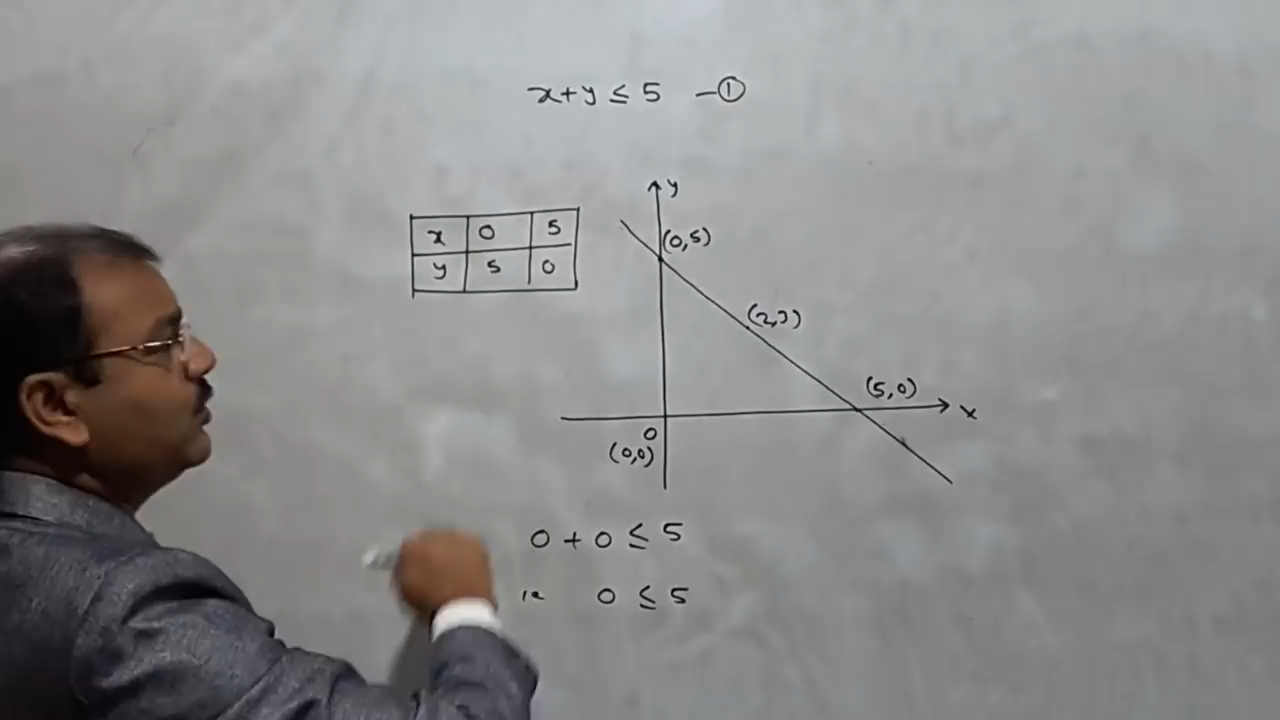 x+y ≤ 5 —①
y
x 0 5
y 5 0
(0,5)
(2,3)
(5,0)
x
0
(0,0)
0 + 0 ≤ 5
ie 0 ≤ 5